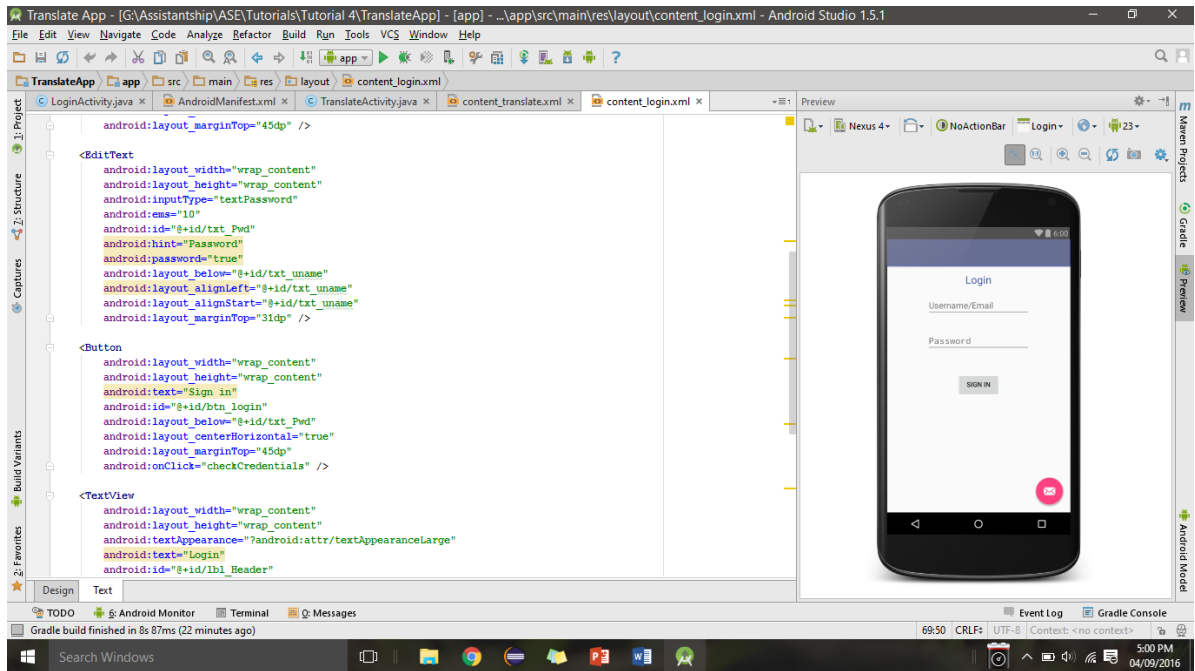 Translate App - [G:\Assistantship\ASE\Tutorials\Tutorial 4\TranslateApp] - [app] - ...\app\src\main\res\layout\content_login.xml - Android Studio 1.5.1
File Edit View Navigate Code Analyze Refactor Build Run Tools VCS Window Help
app
TranslateApp app src main res layout content_login.xml
LoginActivity.java AndroidManifest.xml TranslateActivity.java content_translate.xml content_login.xml
1: Project
7: Structure
Captures
Build Variants
2: Favorites
android:layout_marginTop="45dp" />
<EditText
android:layout_width="wrap_content"
android:layout_height="wrap_content"
android:inputType="textPassword"
android:ems="10"
android:id="@+id/txt_Pwd"
android:hint="Password"
android:password="true"
android:layout_below="@+id/txt_uname"
android:layout_alignLeft="@+id/txt_uname"
android:layout_alignStart="@+id/txt_uname"
android:layout_marginTop="31dp" />
<Button
android:layout_width="wrap_content"
android:layout_height="wrap_content"
android:text="Sign in"
android:id="@+id/btn_login"
android:layout_below="@+id/txt_Pwd"
android:layout_centerHorizontal="true"
android:layout_marginTop="45dp"
android:onClick="checkCredentials" />
<TextView
android:layout_width="wrap_content"
android:layout_height="wrap_content"
android:textAppearance="?android:attr/textAppearanceLarge"
android:text="Login"
android:id="@+id/lbl_Header"
Design Text
Preview
Nexus 4 NoActionBar Login 23
6:00
Login
Username/Email
Password
SIGN IN
Maven Projects
Gradle
Preview
Android Model
TODO 6: Android Monitor Terminal 0: Messages Event Log Gradle Console
Gradle build finished in 8s 87ms (22 minutes ago) 69:50 CRLF UTF-8 Context: <no context>
Search Windows
5:00 PM
04/09/2016